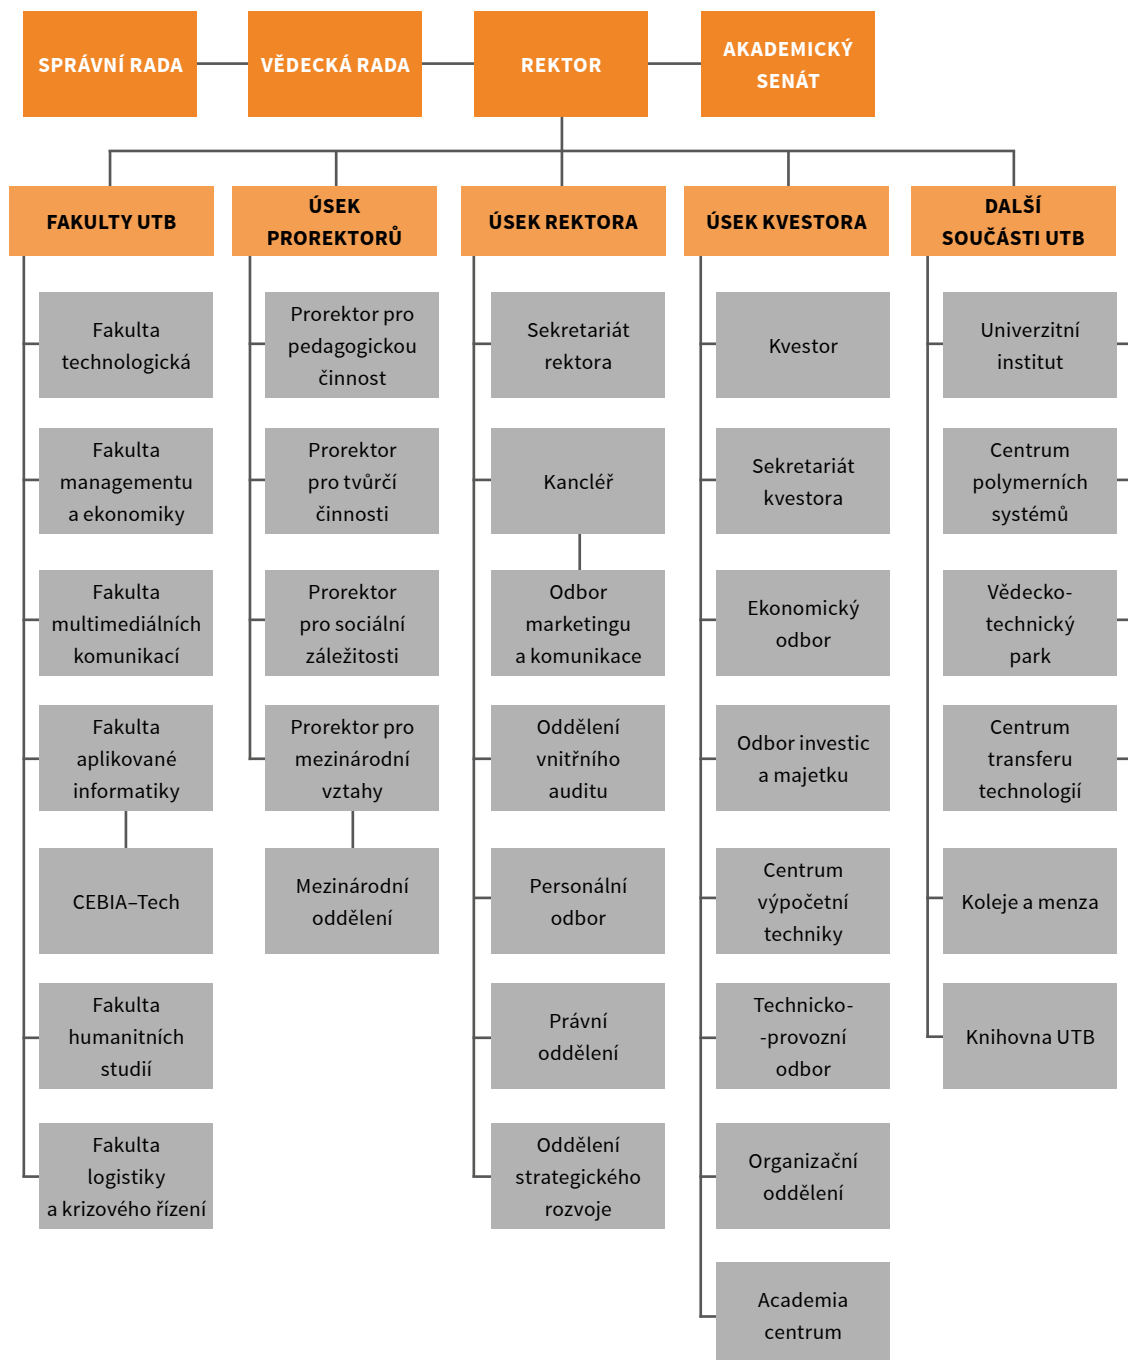 SPRÁVNÍ RADA
VĚDECKÁ RADA
REKTOR
AKADEMICKÝ
SENÁT
FAKULTY UTB
ÚSEK
PROREKTORŮ
ÚSEK REKTORA
ÚSEK KVESTORA
DALŠÍ
SOUČÁSTI UTB
Fakulta
technologická
Fakulta
managementu
a ekonomiky
Fakulta
multimediálních
komunikací
Fakulta
aplikované
informatiky
CEBIA–Tech
Fakulta
humanitních
studií
Fakulta
logistiky
a krizového řízení
Prorektor pro
pedagogickou
činnost
Prorektor
pro tvůrčí
činnosti
Prorektor
pro sociální
záležitosti
Prorektor pro
mezinárodní
vztahy
Mezinárodní
oddělení
Sekretariát
rektora
Kancléř
Odbor
marketingu
a komunikace
Oddělení
vnitřního
auditu
Personální
odbor
Právní
oddělení
Oddělení
strategického
rozvoje
Kvestor
Sekretariát
kvestora
Ekonomický
odbor
Odbor investic
a majetku
Centrum
výpočetní
techniky
Technicko-
-provozní
odbor
Organizační
oddělení
Academia
centrum
Univerzitní
institut
Centrum
polymerních
systémů
Vědecko-
technický
park
Centrum
transferu
technologií
Koleje a menza
Knihovna UTB